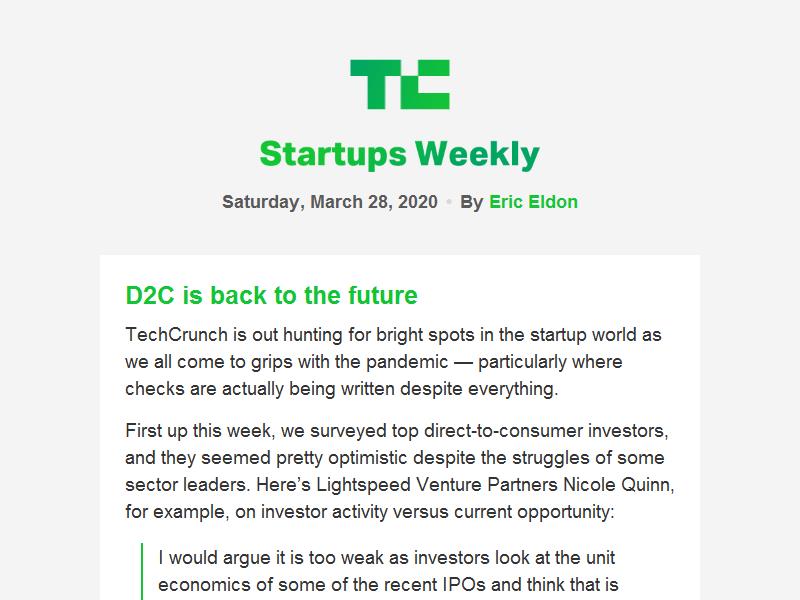 TC
Startups Weekly
Saturday, March 28, 2020 • By Eric Eldon
D2C is back to the future
TechCrunch is out hunting for bright spots in the startup world as
we all come to grips with the pandemic — particularly where
checks are actually being written despite everything.
First up this week, we surveyed top direct-to-consumer investors,
and they seemed pretty optimistic despite the struggles of some
sector leaders. Here’s Lightspeed Venture Partners Nicole Quinn,
for example, on investor activity versus current opportunity:
I would argue it is too weak as investors look at the unit
economics of some of the recent IPOs and think that is